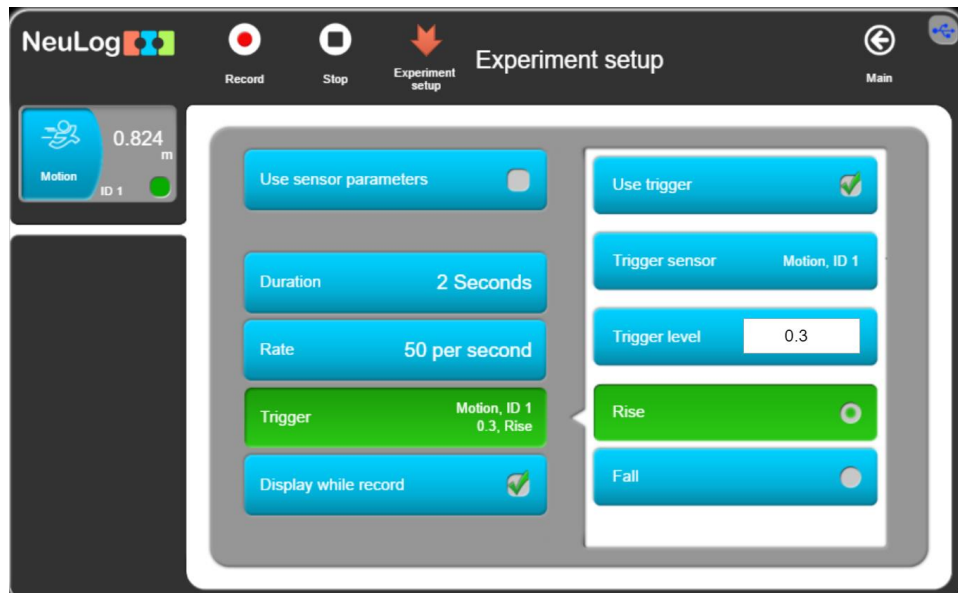 NeuLog
Record
Stop
Experiment
setup
Experiment setup
Main
0.824
m
Motion
ID 1
Use sensor parameters
Duration 2 Seconds
Rate 50 per second
Trigger Motion, ID 1
0.3, Rise
Display while record
Use trigger
Trigger sensor Motion, ID 1
Trigger level 0.3
Rise
Fall